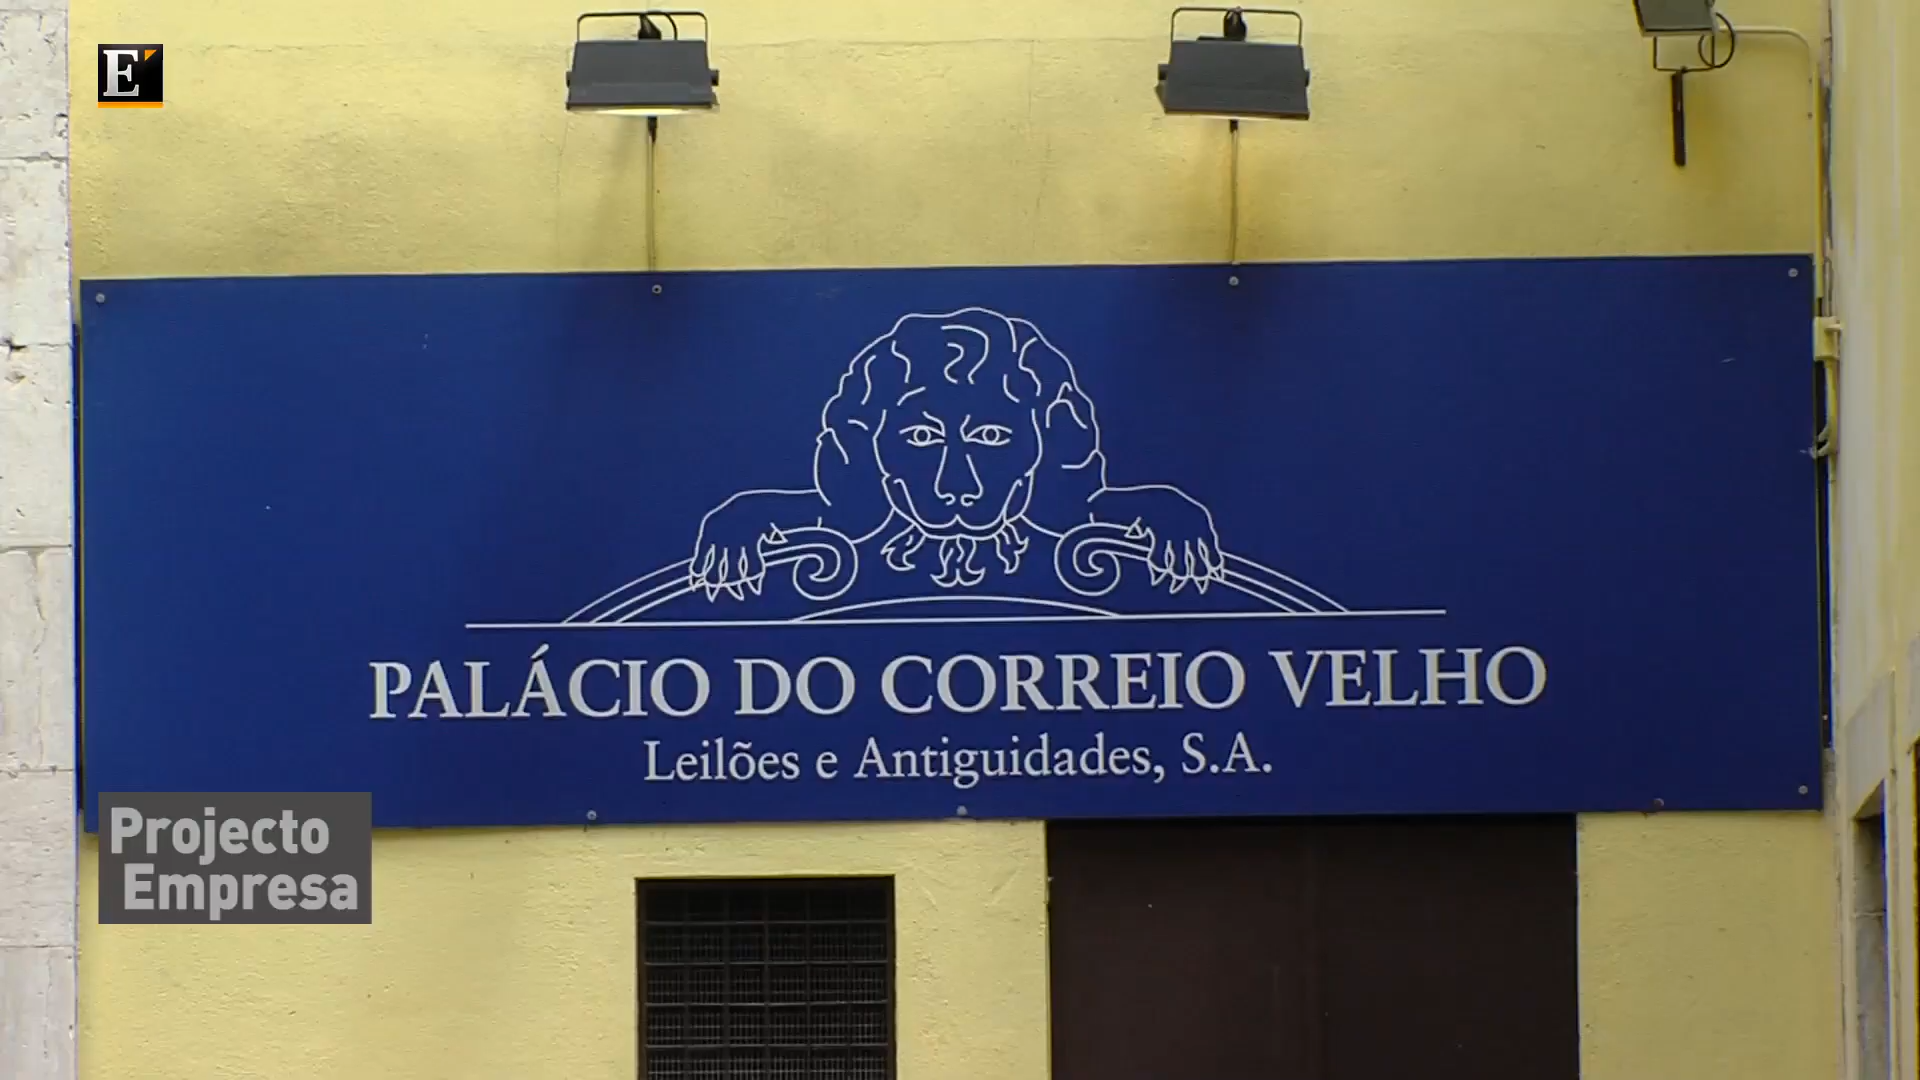 E
PALÁCIO DO CORREIO VELHO
Leilões e Antiguidades, S.A.
Projecto
Empresa